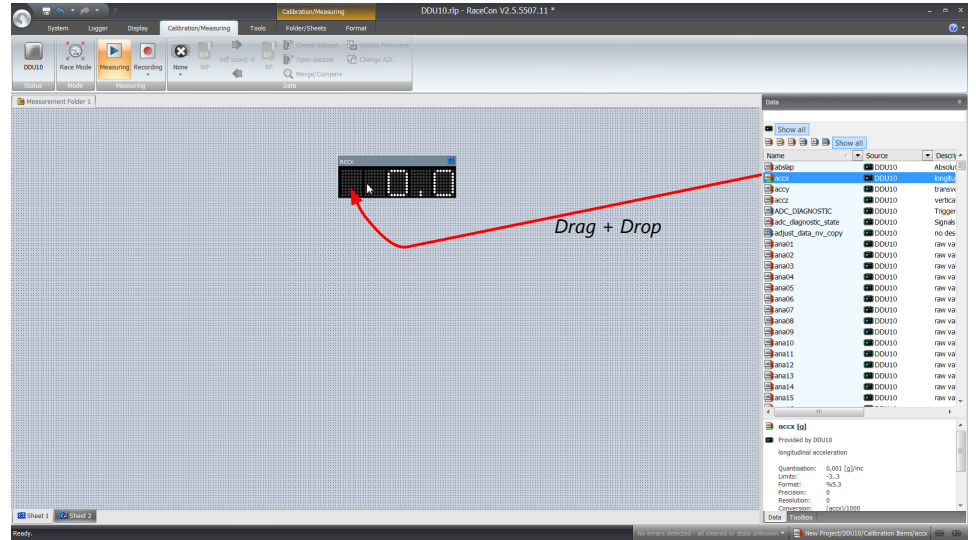 Calibration/Measuring
DDU10.rlp - RaceCon V2.5.5507.11 *
System Logger Display Calibration/Measuring Tools Folder/Sheets Format
DDU10 Race Mode Measuring Recording None WP Diff count: 0 RP Create dataset Update Firmware
Open dataset Change A2L
Merge/Compare
Status Mode Measuring Data
Measurement Folder 1
Data
Show all
Show all
Name Source Descri
abslap DDU10 Absolut
accx DDU10 longitu
accy DDU10 transve
accz DDU10 vertica
ADC_DIAGNOSTIC DDU10 Trigger
adc_diagnostic_state DDU10 Signals
adjust_data_nv_copy DDU10 no des
ana01 DDU10 raw va
ana02 DDU10 raw va
ana03 DDU10 raw va
ana04 DDU10 raw va
ana05 DDU10 raw va
ana06 DDU10 raw va
ana07 DDU10 raw va
ana08 DDU10 raw va
ana09 DDU10 raw va
ana10 DDU10 raw va
ana11 DDU10 raw va
ana12 DDU10 raw va
ana13 DDU10 raw va
ana14 DDU10 raw va
ana15 DDU10 raw va
accx
0.0
Drag + Drop
accx [g]
Provided by DDU10
longitudinal acceleration
Quantisation: 0,001 [g]/inc
Limits: -3..3
Format: %5.3
Precision: 0
Resolution: 0
Conversion: (accx)/1000
Data Toolbox
Sheet 1 Sheet 2
Ready.
No errors detected - all cleared or state unknown
New Project/DDU10/Calibration Items/accx